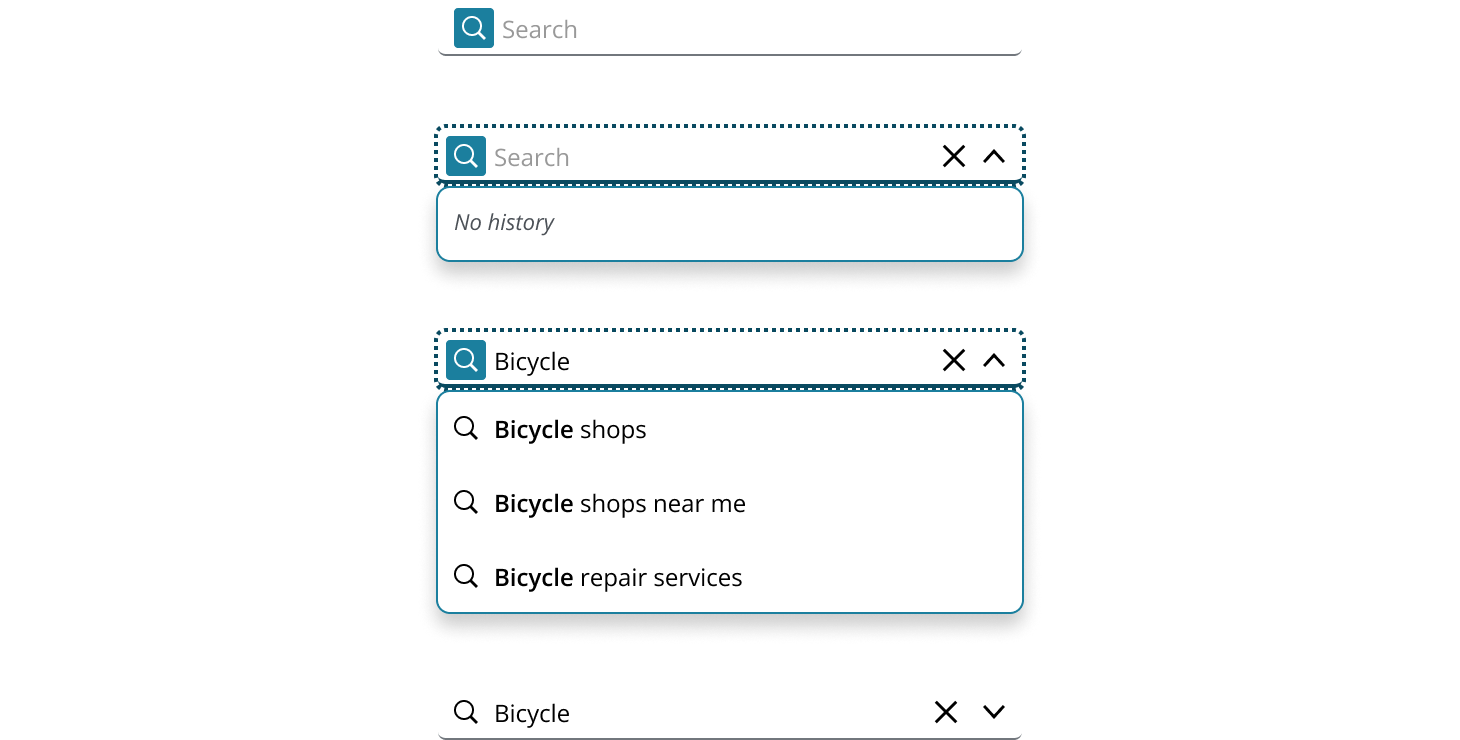 Search
Search
No history
Bicycle
Bicycle shops
Bicycle shops near me
Bicycle repair services
Bicycle